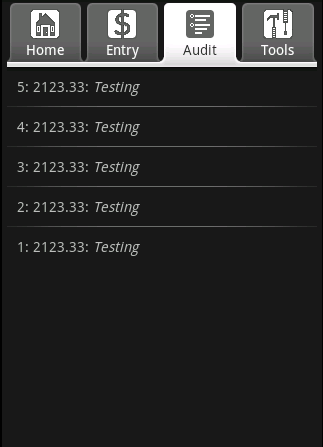 Home Entry Audit Tools
5: 2123.33: Testing
4: 2123.33: Testing
3: 2123.33: Testing
2: 2123.33: Testing
1: 2123.33: Testing